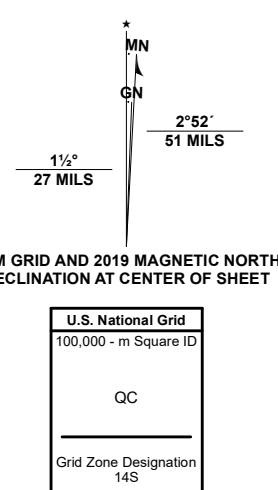 ★
MN
GN
2°52´
51 MILS
1½°
27 MILS
M GRID AND 2019 MAGNETIC NORTH
ECLINATION AT CENTER OF SHEET
U.S. National Grid
100,000 - m Square ID
QC
Grid Zone Designation
14S